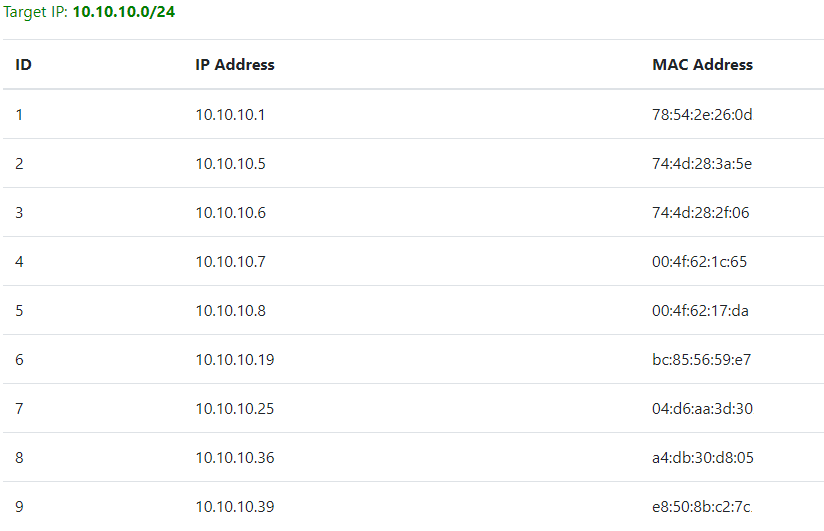 Target IP: 10.10.10.0/24
ID IP Address MAC Address
1 10.10.10.1 78:54:2e:26:0d
2 10.10.10.5 74:4d:28:3a:5e
3 10.10.10.6 74:4d:28:2f:06
4 10.10.10.7 00:4f:62:1c:65
5 10.10.10.8 00:4f:62:17:da
6 10.10.10.19 bc:85:56:59:e7
7 10.10.10.25 04:d6:aa:3d:30
8 10.10.10.36 a4:db:30:d8:05
9 10.10.10.39 e8:50:8b:c2:7c